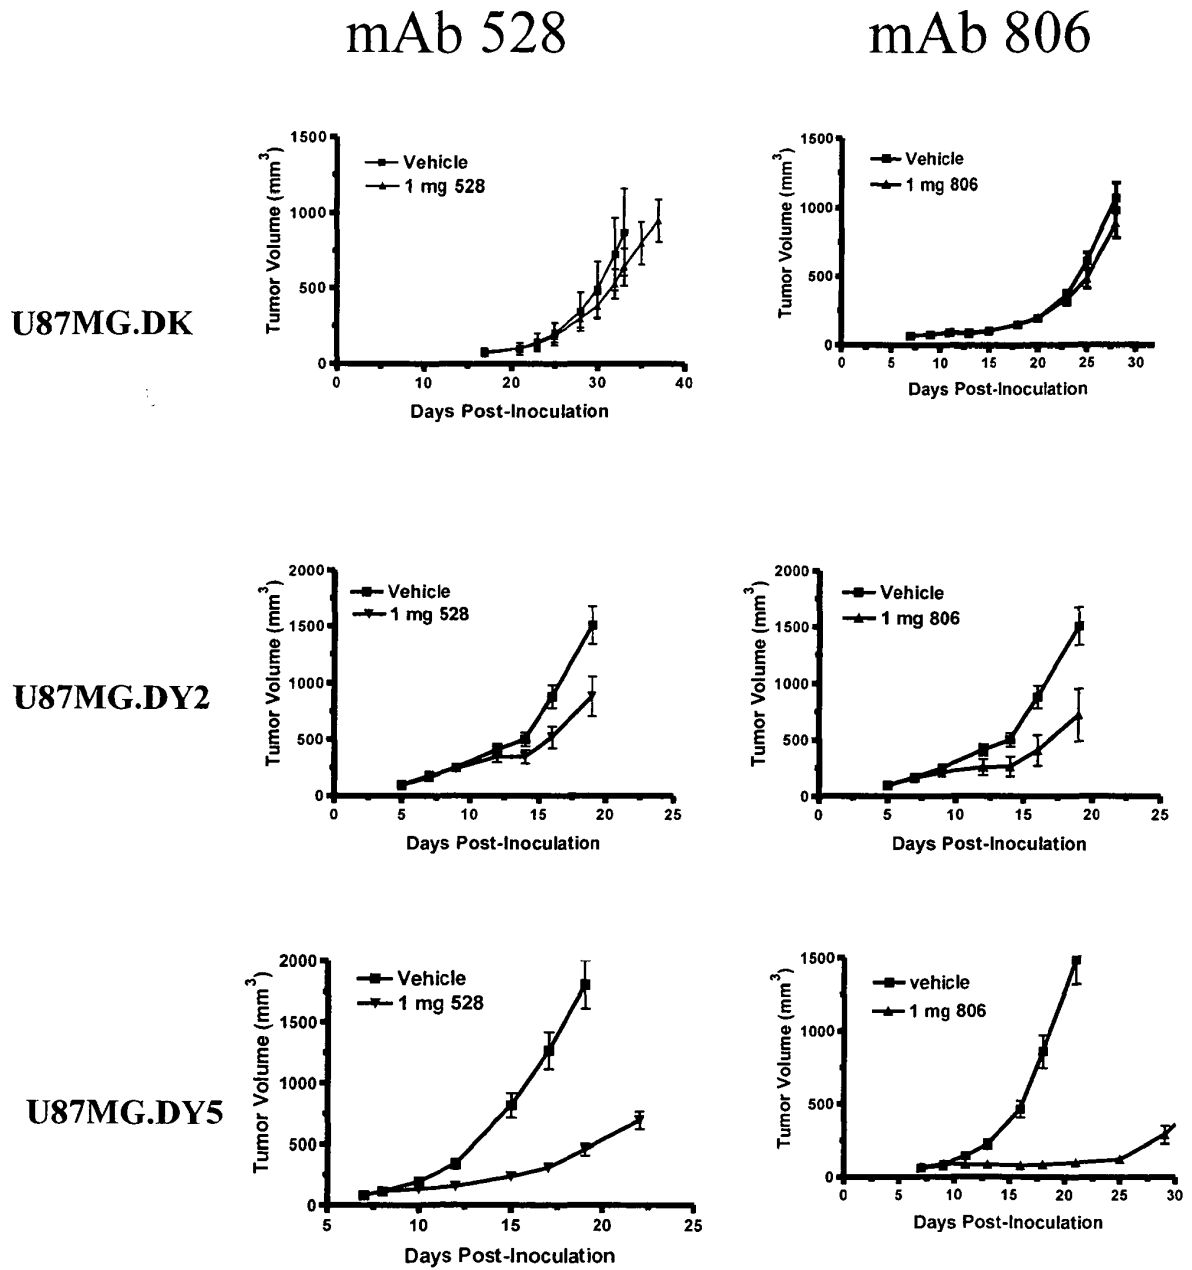 mAb 528
mAb 806
U87MG.DK
Tumor Volume (mm³)
1500
1000
500
0
Vehicle
1 mg 528
0 10 20 30 40
Days Post-Inoculation
Tumor Volume (mm³)
1500
1000
500
0
Vehicle
1 mg 806
0 5 10 15 20 25 30
Days Post-Inoculation
U87MG.DY2
Tumor Volume (mm³)
2000
1500
1000
500
0
Vehicle
1 mg 528
0 5 10 15 20 25
Days Post-Inoculation
Tumor Volume (mm³)
2000
1500
1000
500
0
Vehicle
1 mg 806
0 5 10 15 20 25
Days Post-Inoculation
U87MG.DY5
Tumor Volume (mm³)
2000
1500
1000
500
0
Vehicle
1 mg 528
5 10 15 20 25
Days Post-Inoculation
Tumor Volume (mm³)
1500
1000
500
0
vehicle
1 mg 806
0 5 10 15 20 25 30
Days Post-Inoculation